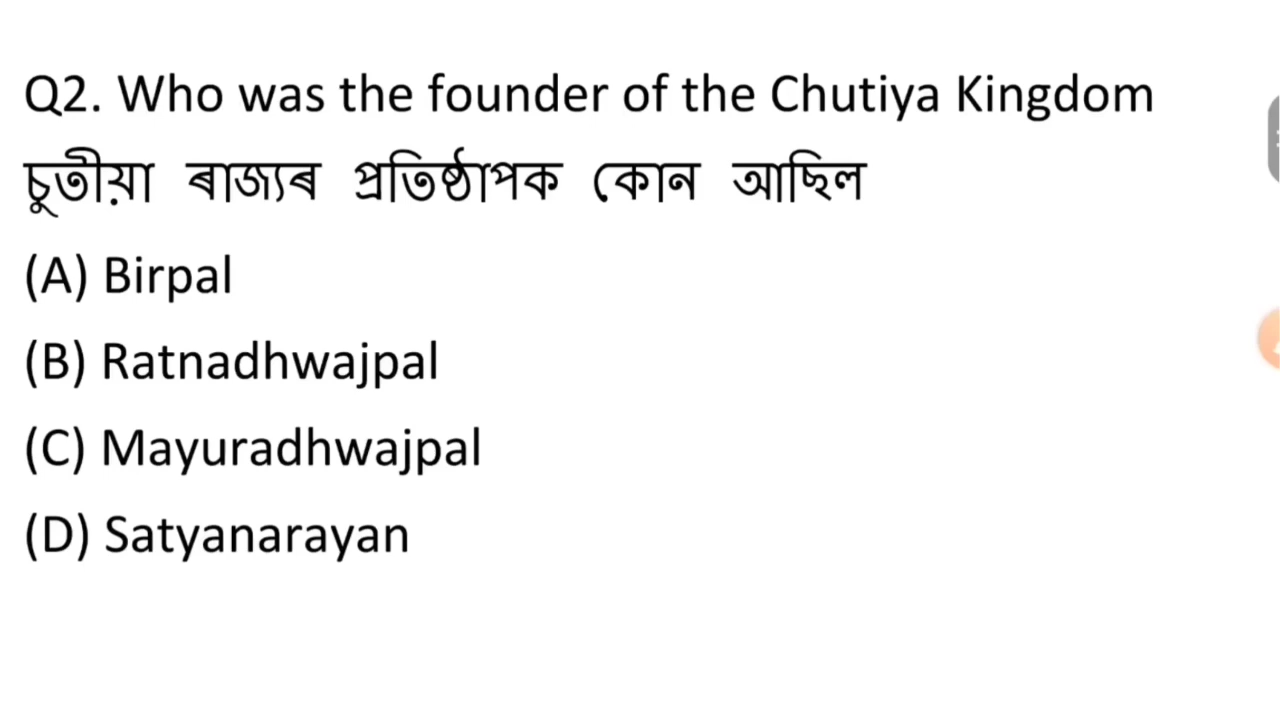 Q2. Who was the founder of the Chutiya Kingdom
চুতীয়া ৰাজ্যৰ প্ৰতিষ্ঠাপক কোন আছিল
(A) Birpal
(B) Ratnadhwajpal
(C) Mayuradhwajpal
(D) Satyanarayan